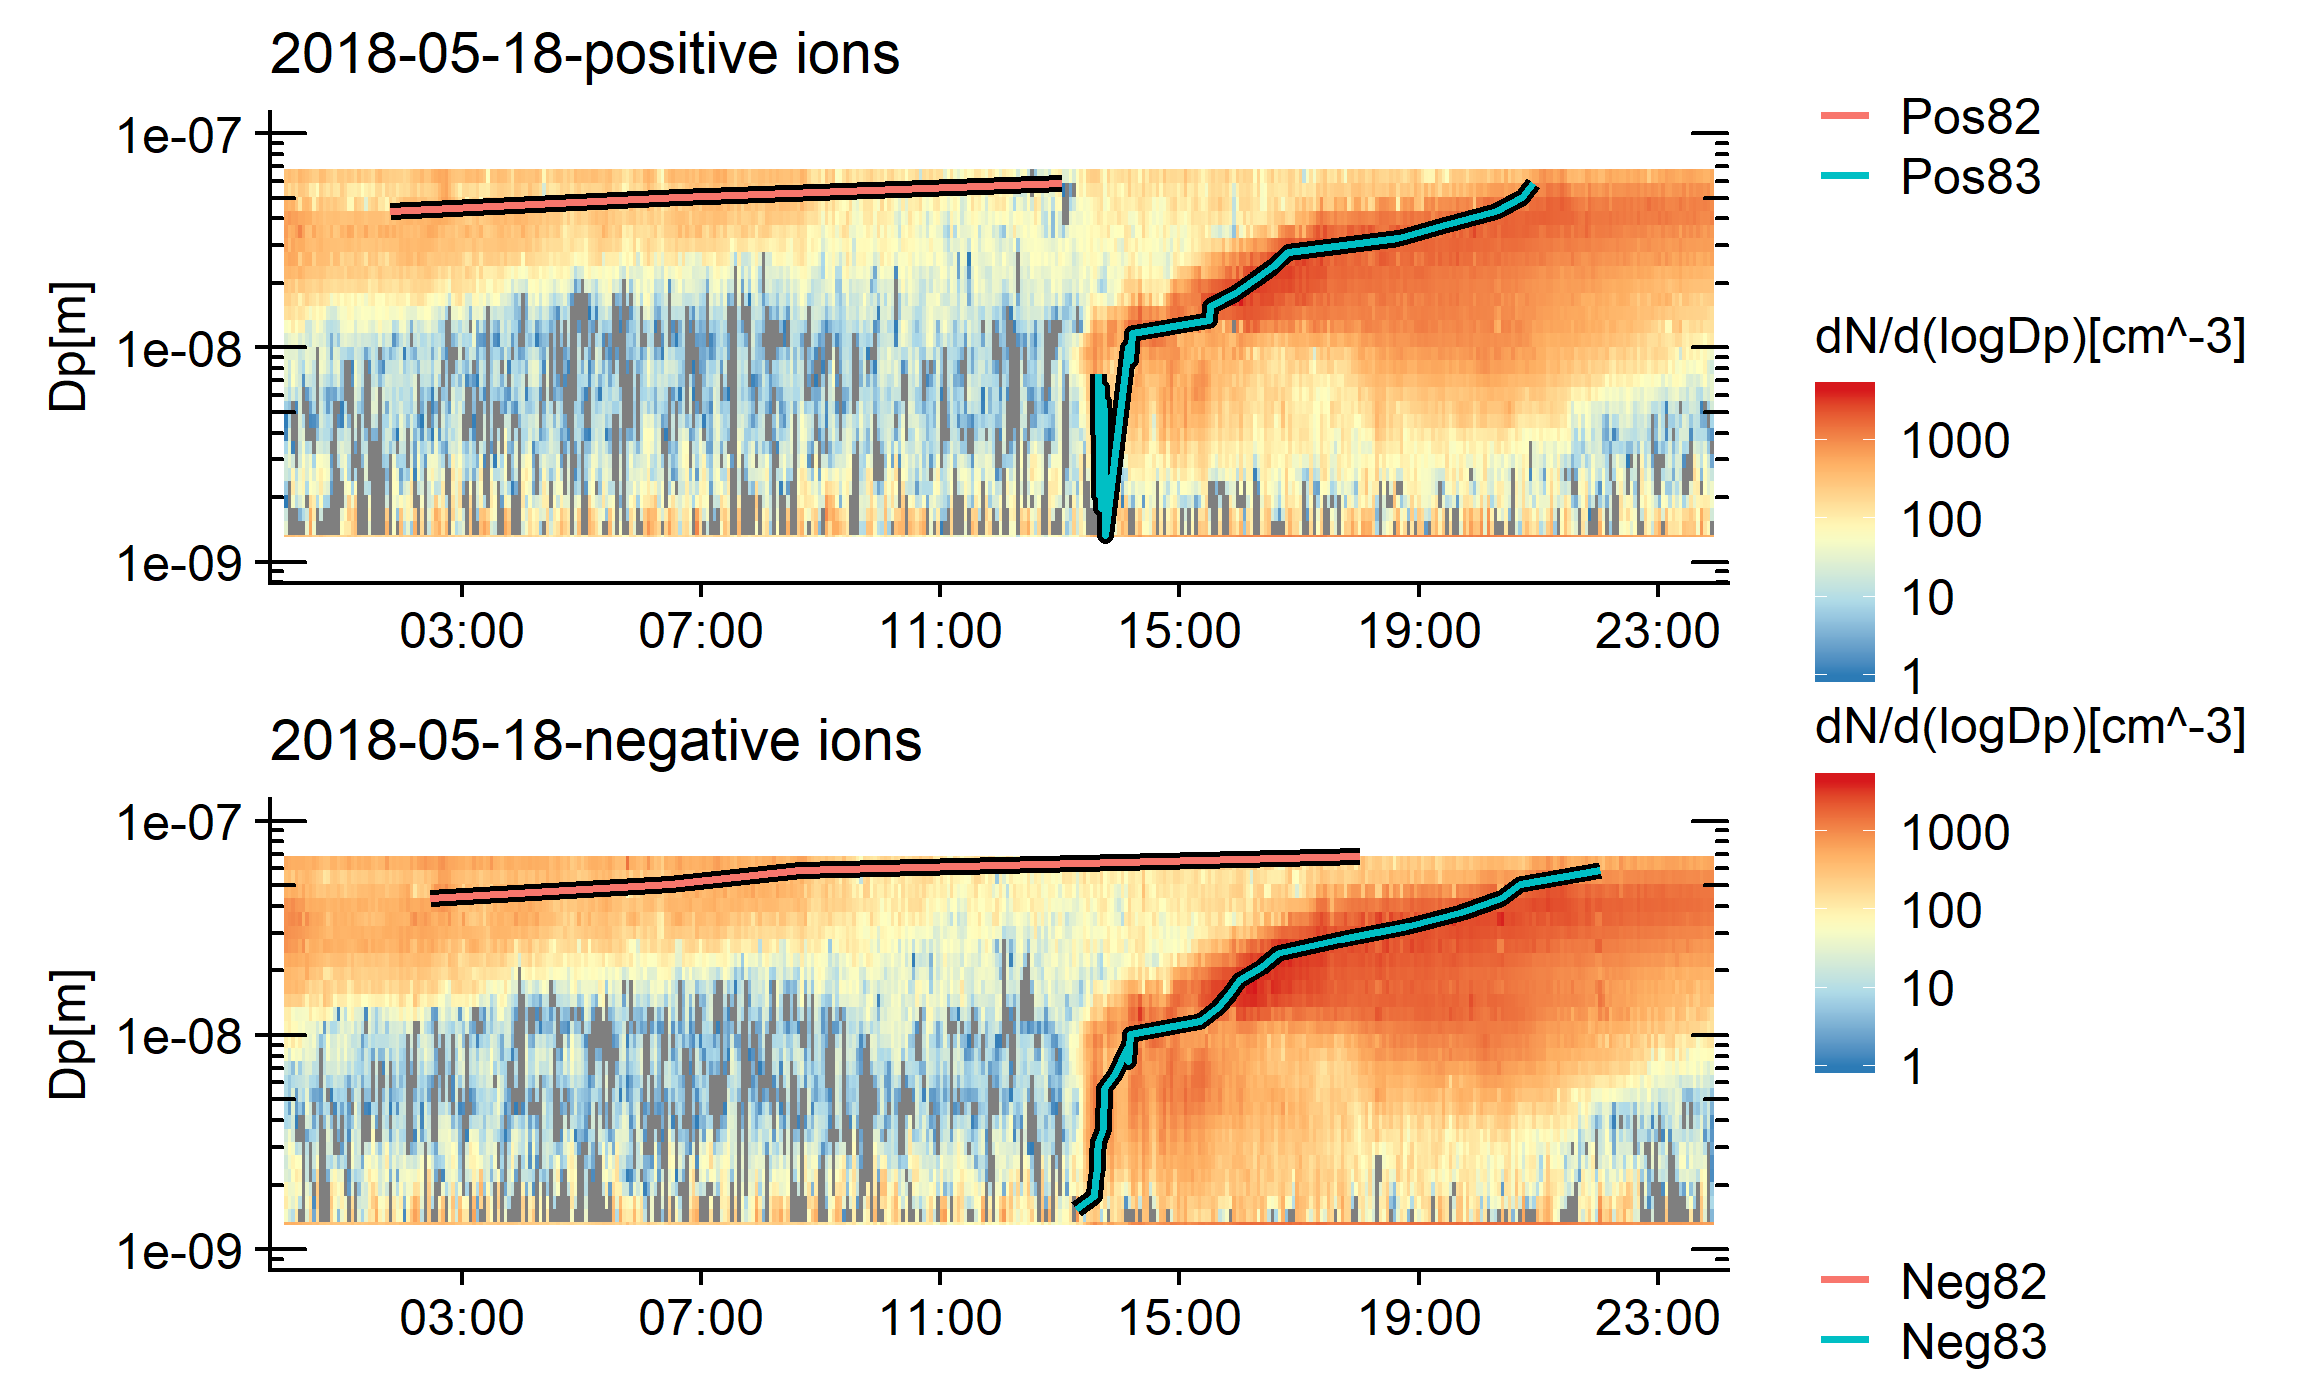 2018-05-18-positive ions
1e-07
1e-08
1e-09
Dp[m]
03:00 07:00 11:00 15:00 19:00 23:00
Pos82
Pos83
dN/d(logDp)[cm^-3]
1000
100
10
1
2018-05-18-negative ions
1e-07
1e-08
1e-09
Dp[m]
03:00 07:00 11:00 15:00 19:00 23:00
dN/d(logDp)[cm^-3]
1000
100
10
1
Neg82
Neg83